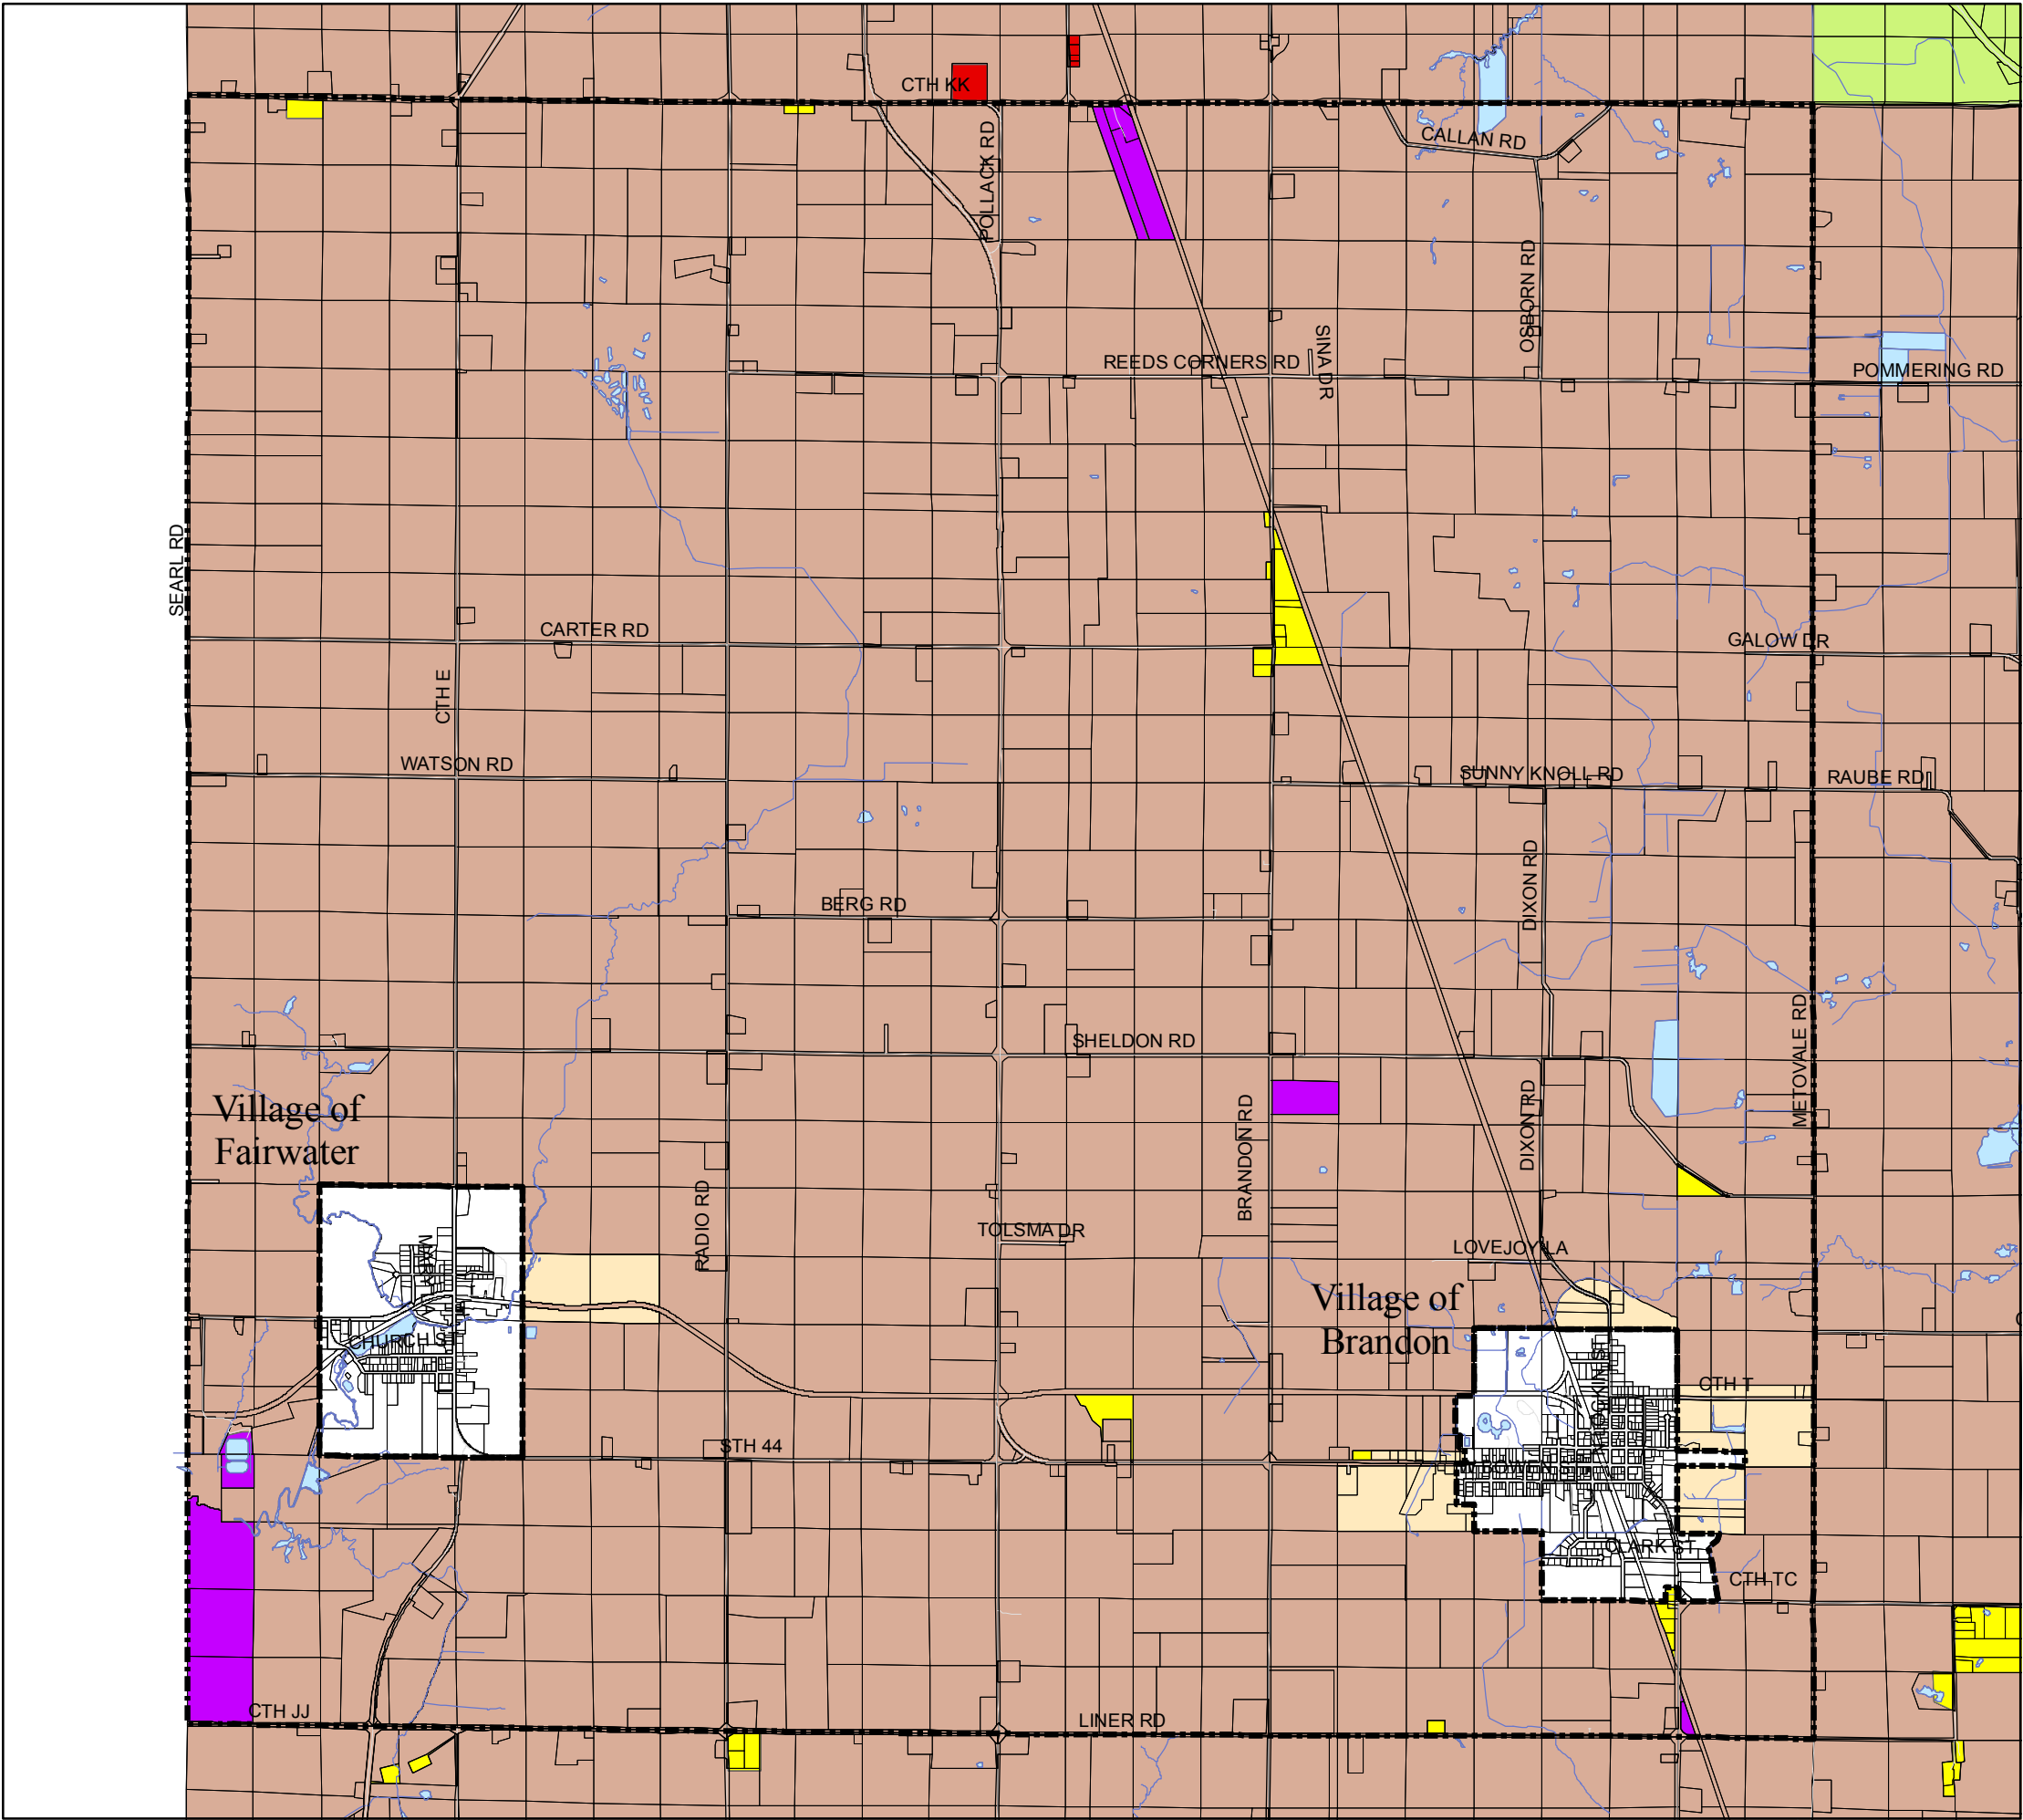 CTH KK
CALLAN RD
POLLACK RD
OSBORN RD
SINA DR
REEDS CORNERS RD
POMMERING RD
SEARL RD
CARTER RD
GALOW DR
CTH E
WATSON RD
SUNNY KNOLL RD
RAUBE RD
DIXON RD
BERG RD
METOVALE RD
SHELDON RD
Village of
Fairwater
BRANDON RD
DIXON RD
RADIO RD
TOLSMA DR
LOVEJOY LA
Village of
Brandon
CHURCH ST
CTH T
STH 44
CLARK ST
CTH TC
CTH JJ
LINER RD